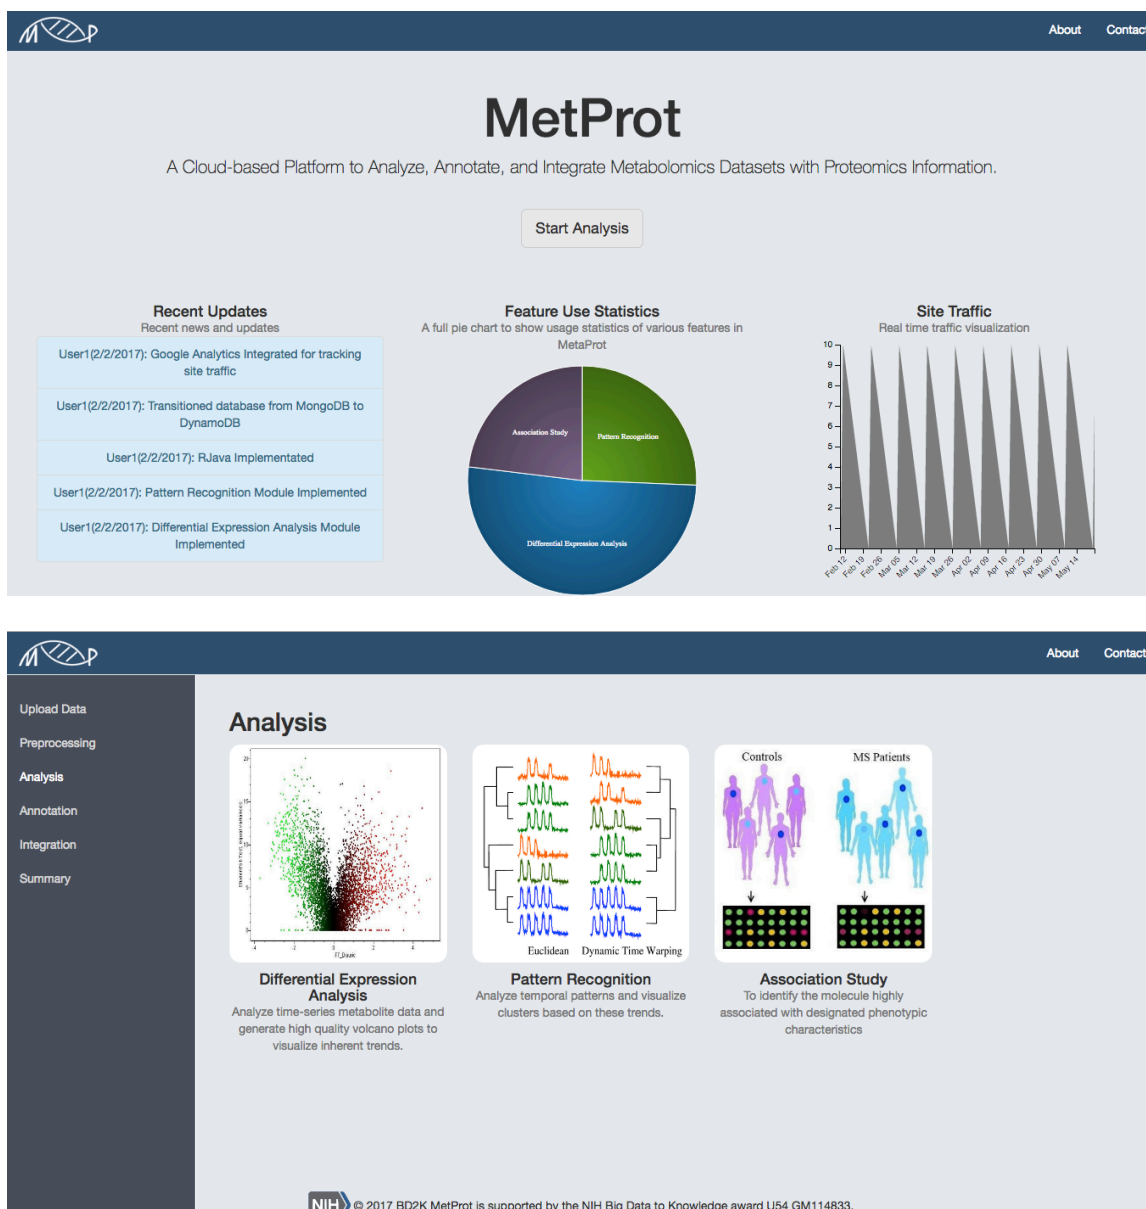 M P
About Contact
MetProt
A Cloud-based Platform to Analyze, Annotate, and Integrate Metabolomics Datasets with Proteomics Information.
Start Analysis
Recent Updates
Recent news and updates
User1(2/2/2017): Google Analytics Integrated for tracking
site traffic
User1(2/2/2017): Transitioned database from MongoDB to
DynamoDB
User1(2/2/2017): RJava Implementated
User1(2/2/2017): Pattern Recognition Module Implemented
User1(2/2/2017): Differential Expression Analysis Module
Implemented
Feature Use Statistics
A full pie chart to show usage statistics of various features in
MetaProt
Association Study
Pattern Recognition
Differential Expression Analysis
Site Traffic
Real time traffic visualization
10
9
8
7
6
5
4
3
2
1
0
Feb 12 Feb 19 Feb 26 Mar 05 Mar 12 Mar 19 Mar 26 Apr 02 Apr 09 Apr 16 Apr 23 Apr 30 May 07 May 14
M P
About Contact
Upload Data
Preprocessing
Analysis
Annotation
Integration
Summary
Analysis
20
15
10
5
0
-4 -2 0 2 4
Differential Expression
Analysis
Analyze time-series metabolite data and
generate high quality volcano plots to
visualize inherent trends.
Euclidean Dynamic Time Warping
Pattern Recognition
Analyze temporal patterns and visualize
clusters based on these trends.
Controls MS Patients
Association Study
To identify the molecule highly
associated with designated phenotypic
characteristics
NIH © 2017 BD2K MetProt is supported by the NIH Big Data to Knowledge award U54 GM114833.